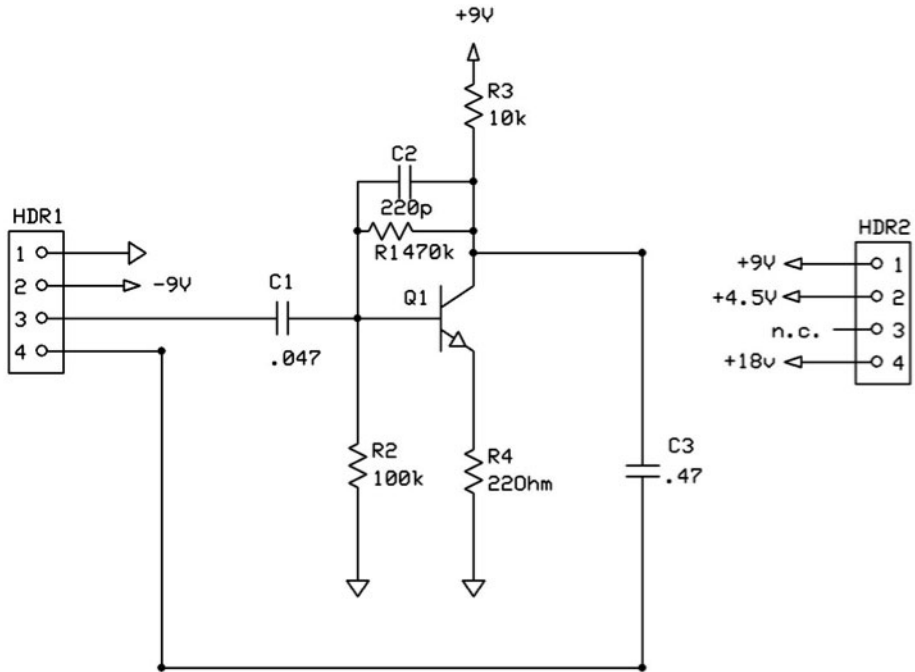 +9V
R3
10k
C2
220p
R1470k
HDR1
1
2
3
4
-9V
C1
.047
Q1
HDR2
+9V
1
+4.5V
2
n.c.
3
+18v
4
R2
100k
R4
22Ohm
C3
.47